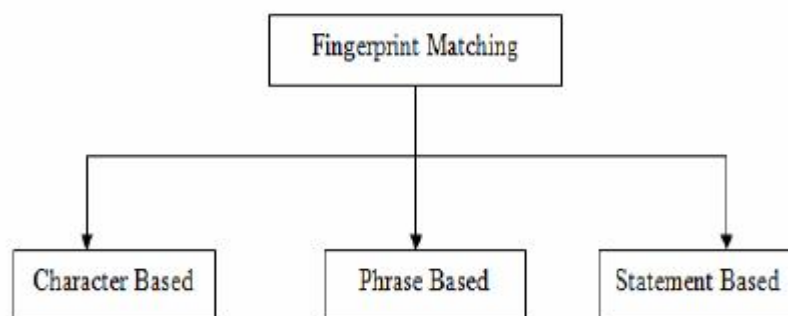 Fingerprint Matching
Character Based
Phrase Based
Statement Based